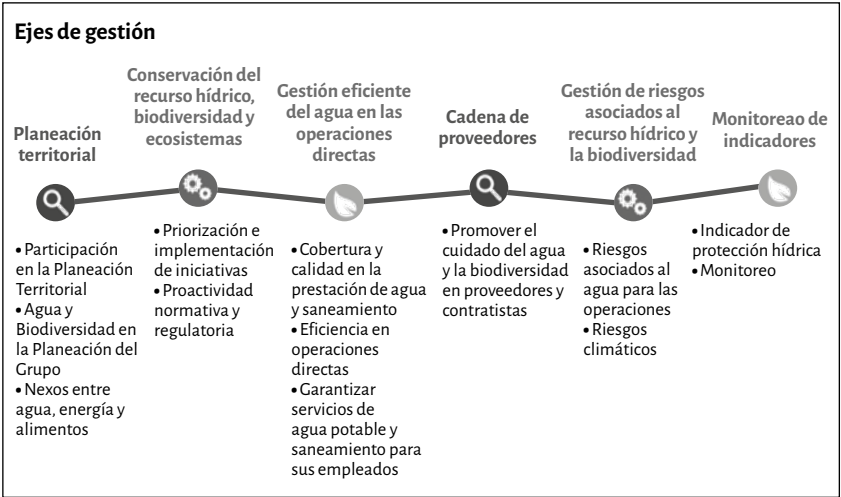 Ejes de gestión
Planeación
territorial
• Participación
en la Planeación
Territorial
• Agua y
Biodiversidad en
la Planeación del
Grupo
• Nexos entre
agua, energía y
alimentos
Conservación del
recurso hídrico,
biodiversidad y
ecosistemas
• Priorización e
implementación
de iniciativas
• Proactividad
normativa y
regulatoria
Gestión eficiente
del agua en las
operaciones
directas
• Cobertura y
calidad en la
prestación de agua
y saneamiento
• Eficiencia en
operaciones
directas
• Garantizar
servicios de
agua potable y
saneamiento para
sus empleados
Cadena de
proveedores
• Promover el
cuidado del agua
y la biodiversidad
en proveedores y
contratistas
Gestión de riesgos
asociados al
recurso hídrico y
la biodiversidad
• Riesgos
asociados al
agua para las
operaciones
• Riesgos
climáticos
Monitoreao de
indicadores
• Indicador de
protección hídrica
• Monitoreo